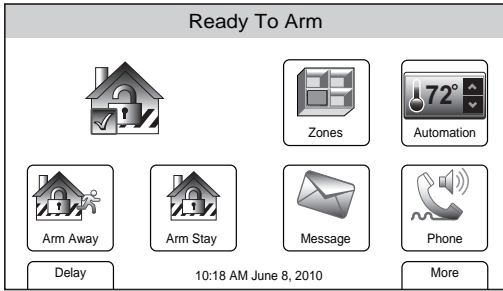 Ready To Arm
72°
Zones
Automation
Arm Away
Arm Stay
Message
Phone
Delay
10:18 AM June 8, 2010
More